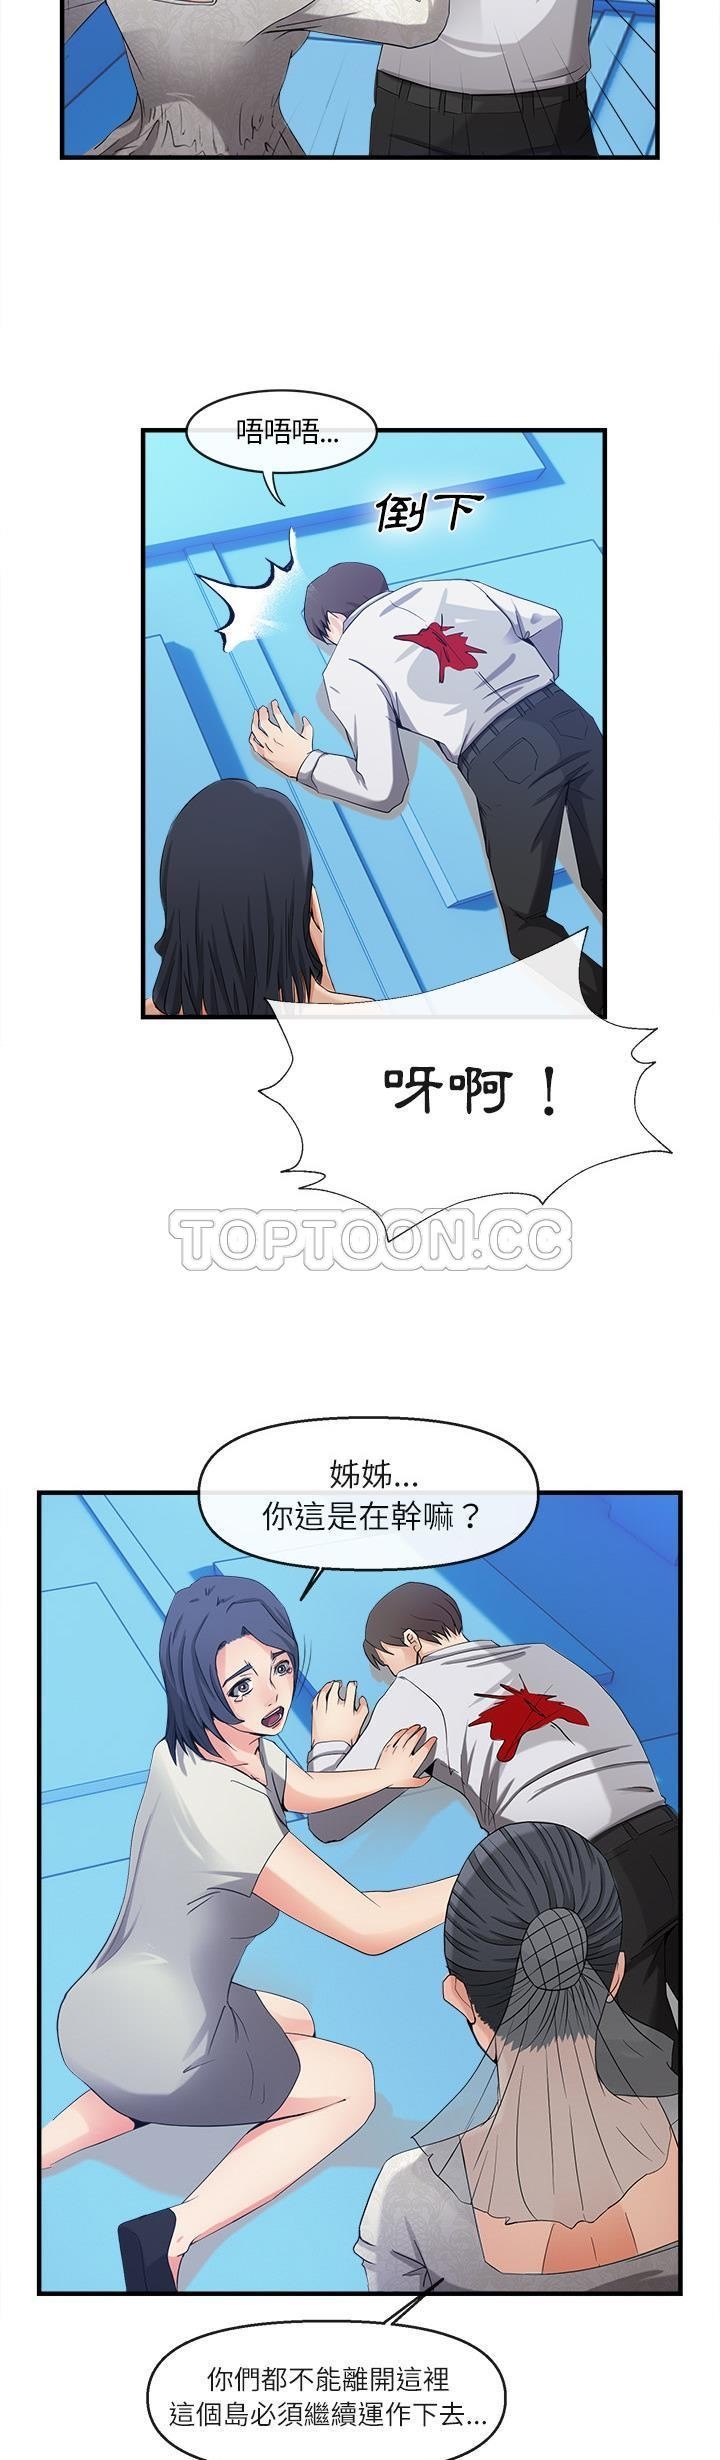 唔唔唔...
倒下
呀啊！
TOPTOON.CC
姊姊...
你這是在幹嘛？
你們都不能離開這裡
這個島必須繼續運作下去...